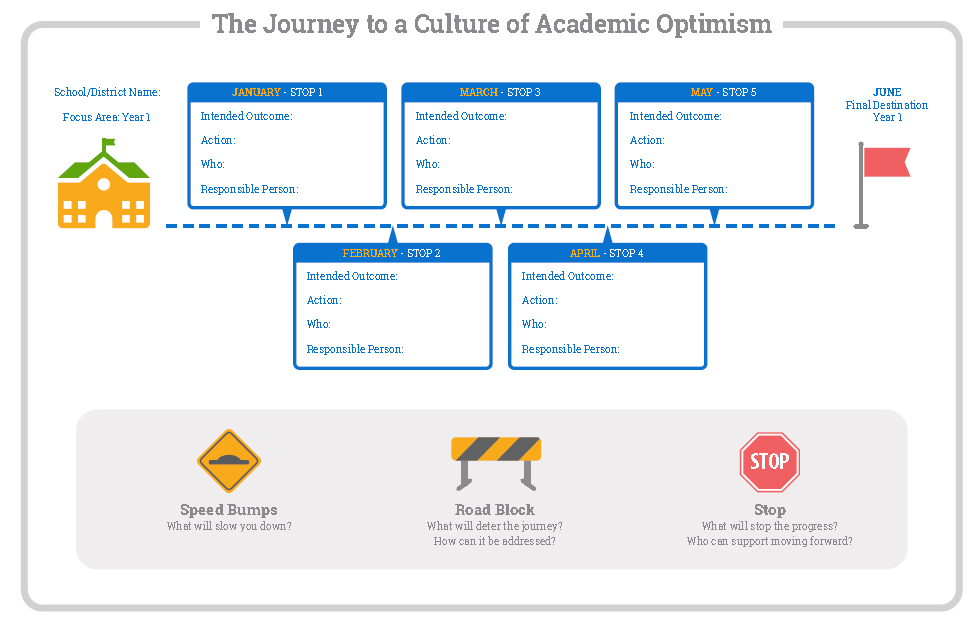 The Journey to a Culture of Academic Optimism
School/District Name:
Focus Area: Year 1
JANUARY - STOP 1
Intended Outcome:
Action:
Who:
Responsible Person:
MARCH - STOP 3
Intended Outcome:
Action:
Who:
Responsible Person:
MAY - STOP 5
Intended Outcome:
Action:
Who:
Responsible Person:
JUNE
Final Destination
Year 1
FEBRUARY - STOP 2
Intended Outcome:
Action:
Who:
Responsible Person:
APRIL - STOP 4
Intended Outcome:
Action:
Who:
Responsible Person:
Speed Bumps
What will slow you down?
Road Block
What will deter the journey?
How can it be addressed?
STOP
Stop
What will stop the progress?
Who can support moving forward?